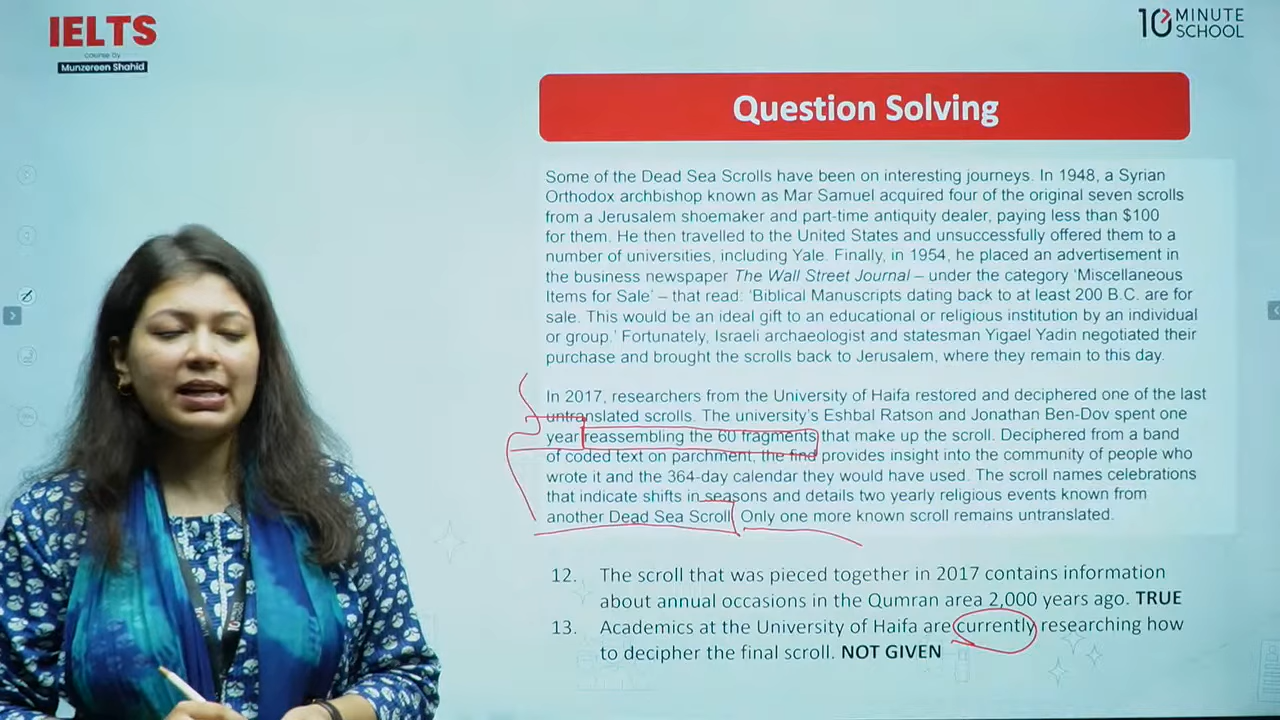 IELTS
course by
Munzereen Shahid
10 MINUTE
SCHOOL
Question Solving
Some of the Dead Sea Scrolls have been on interesting journeys. In 1948, a Syrian
Orthodox archbishop known as Mar Samuel acquired four of the original seven scrolls
from a Jerusalem shoemaker and part-time antiquity dealer, paying less than $100
for them. He then travelled to the United States and unsuccessfully offered them to a
number of universities, including Yale. Finally, in 1954, he placed an advertisement in
the business newspaper The Wall Street Journal – under the category ‘Miscellaneous
Items for Sale’ – that read: ‘Biblical Manuscripts dating back to at least 200 B.C. are for
sale. This would be an ideal gift to an educational or religious institution by an individual
or group.’ Fortunately, Israeli archaeologist and statesman Yigael Yadin negotiated their
purchase and brought the scrolls back to Jerusalem, where they remain to this day.
In 2017, researchers from the University of Haifa restored and deciphered one of the last
untranslated scrolls. The university’s Eshbal Ratson and Jonathan Ben-Dov spent one
year reassembling the 60 fragments that make up the scroll. Deciphered from a band
of coded text on parchment, the find provides insight into the community of people who
wrote it and the 364-day calendar they would have used. The scroll names celebrations
that indicate shifts in seasons and details two yearly religious events known from
another Dead Sea Scroll. Only one more known scroll remains untranslated.
12. The scroll that was pieced together in 2017 contains information
about annual occasions in the Qumran area 2,000 years ago. TRUE
13. Academics at the University of Haifa are currently researching how
to decipher the final scroll. NOT GIVEN